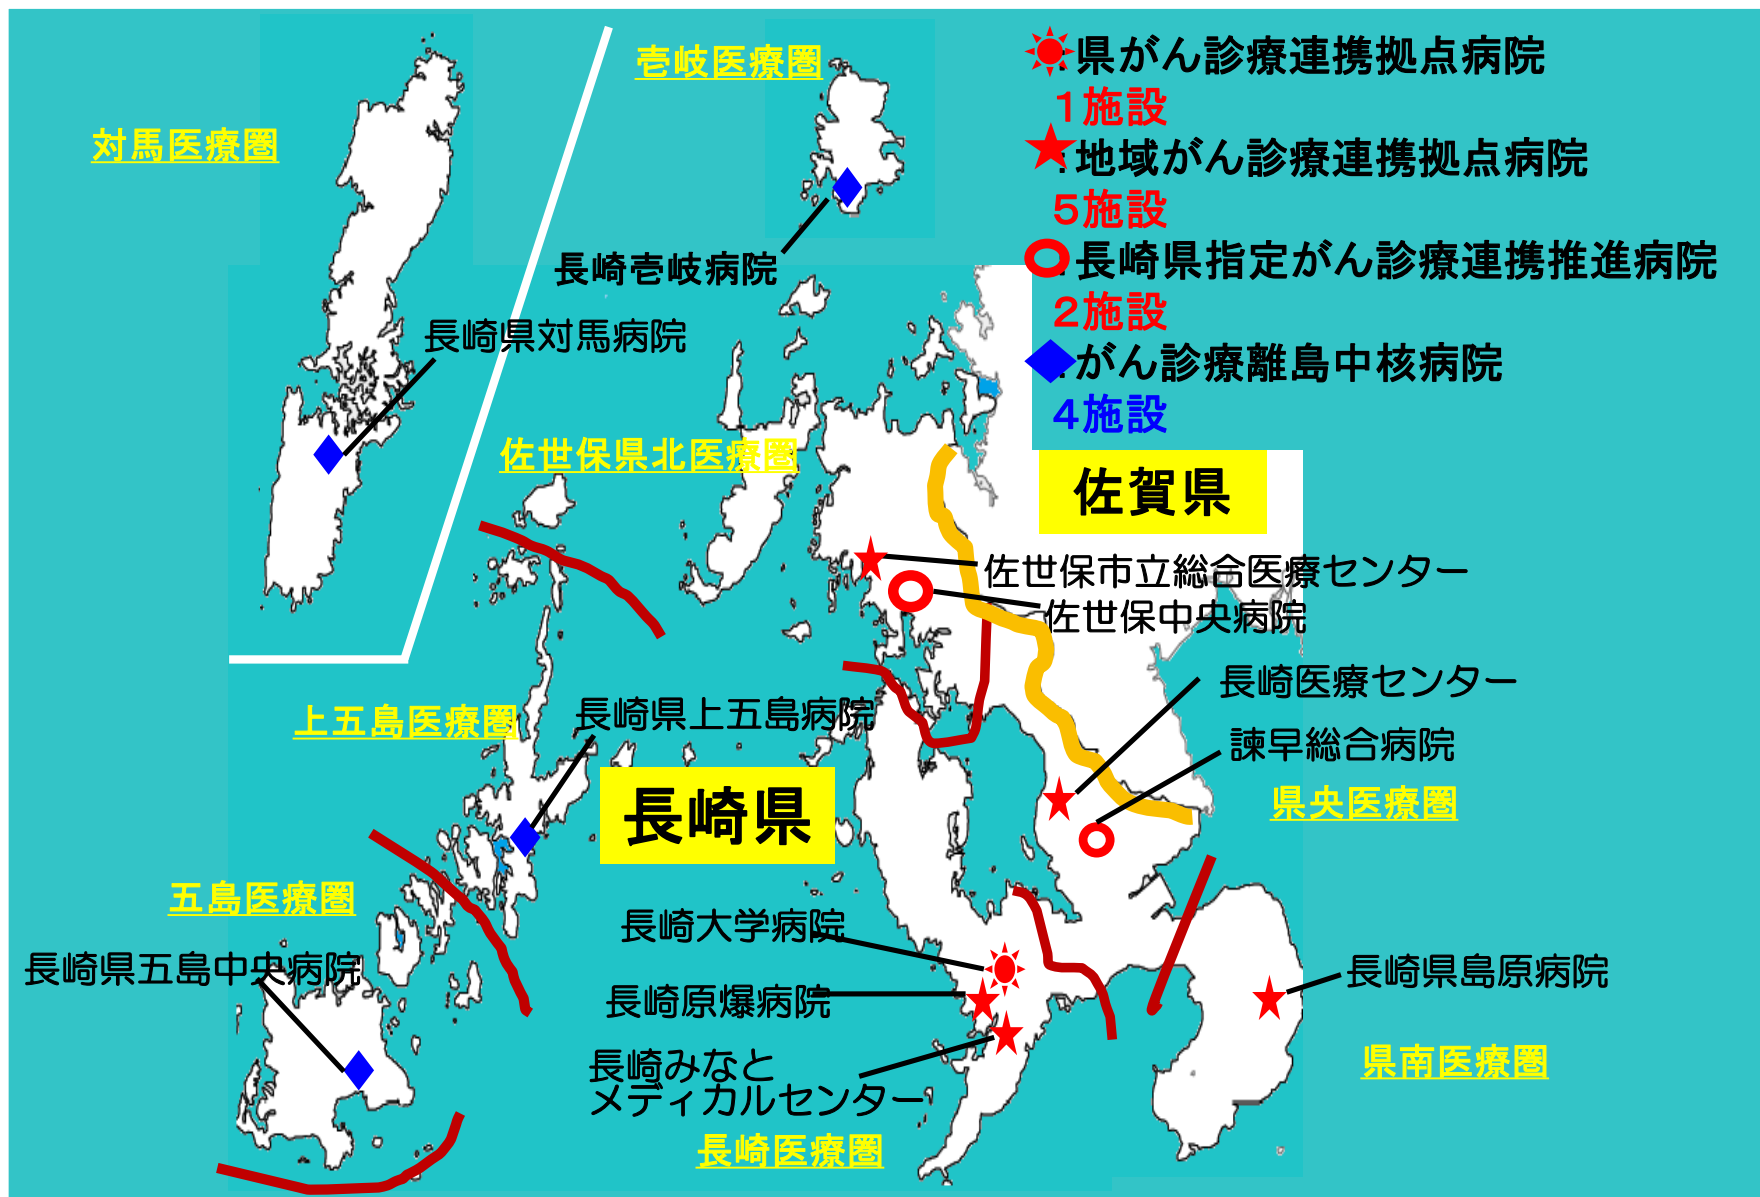 壱岐医療圏
対馬医療圏
:県がん診療連携拠点病院
1施設
:地域がん診療連携拠点病院
5施設
:長崎県指定がん診療連携推進病院
2施設
:がん診療離島中核病院
4施設
長崎壱岐病院
長崎県対馬病院
佐世保県北医療圏
佐賀県
佐世保市立総合医療センター
佐世保中央病院
長崎医療センター
諫早総合病院
県央医療圏
上五島医療圏
長崎県上五島病院
長崎県
五島医療圏
長崎県五島中央病院
長崎大学病院
長崎原爆病院
長崎みなと
メディカルセンター
長崎医療圏
長崎県島原病院
県南医療圏